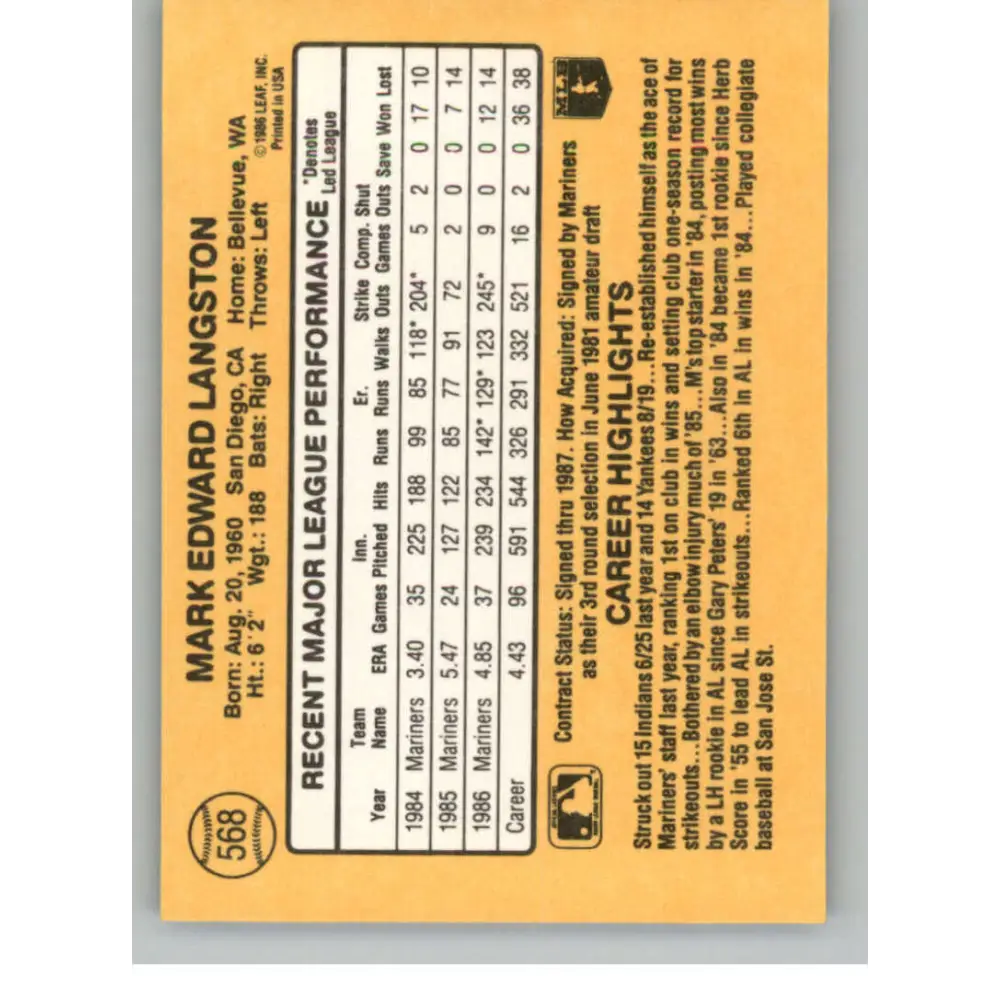 568
MARK EDWARD LANGSTON
Born: Aug. 20, 1960 San Diego, CA Home: Bellevue, WA
Ht.: 6' 2" Wgt.: 188 Bats: Right Throws: Left
© 1986 LEAF, INC.
Printed in USA
RECENT MAJOR LEAGUE PERFORMANCE *Denotes Led League
Year Team Name ERA Games Inn. Pitched Hits Runs Er. Runs Walks Strike Outs Comp. Games Shut Outs Save Won Lost
1984 Mariners 3.40 35 225 188 99 85 118* 204* 5 2 0 17 10
1985 Mariners 5.47 24 127 122 85 77 91 72 2 0 0 7 14
1986 Mariners 4.85 37 239 234 142* 129* 123 245* 9 0 0 12 14
Career 4.43 96 591 544 326 291 332 521 16 2 0 36 38
Contract Status: Signed thru 1987. How Acquired: Signed by Mariners
as their 3rd round selection in June 1981 amateur draft
MLB
CAREER HIGHLIGHTS
Struck out 15 Indians 6/25 last year and 14 Yankees 8/19...Re-established himself as the ace of
Mariners' staff last year, ranking 1st on club in wins and setting club one-season record for
strikeouts...Bothered by an elbow injury much of '85...M's top starter in '84, posting most wins
by a LH rookie in AL since Gary Peters' 19 in '63...Also in '84 became 1st rookie since Herb
Score in '55 to lead AL in strikeouts...Ranked 6th in AL in wins in '84...Played collegiate
baseball at San Jose St.